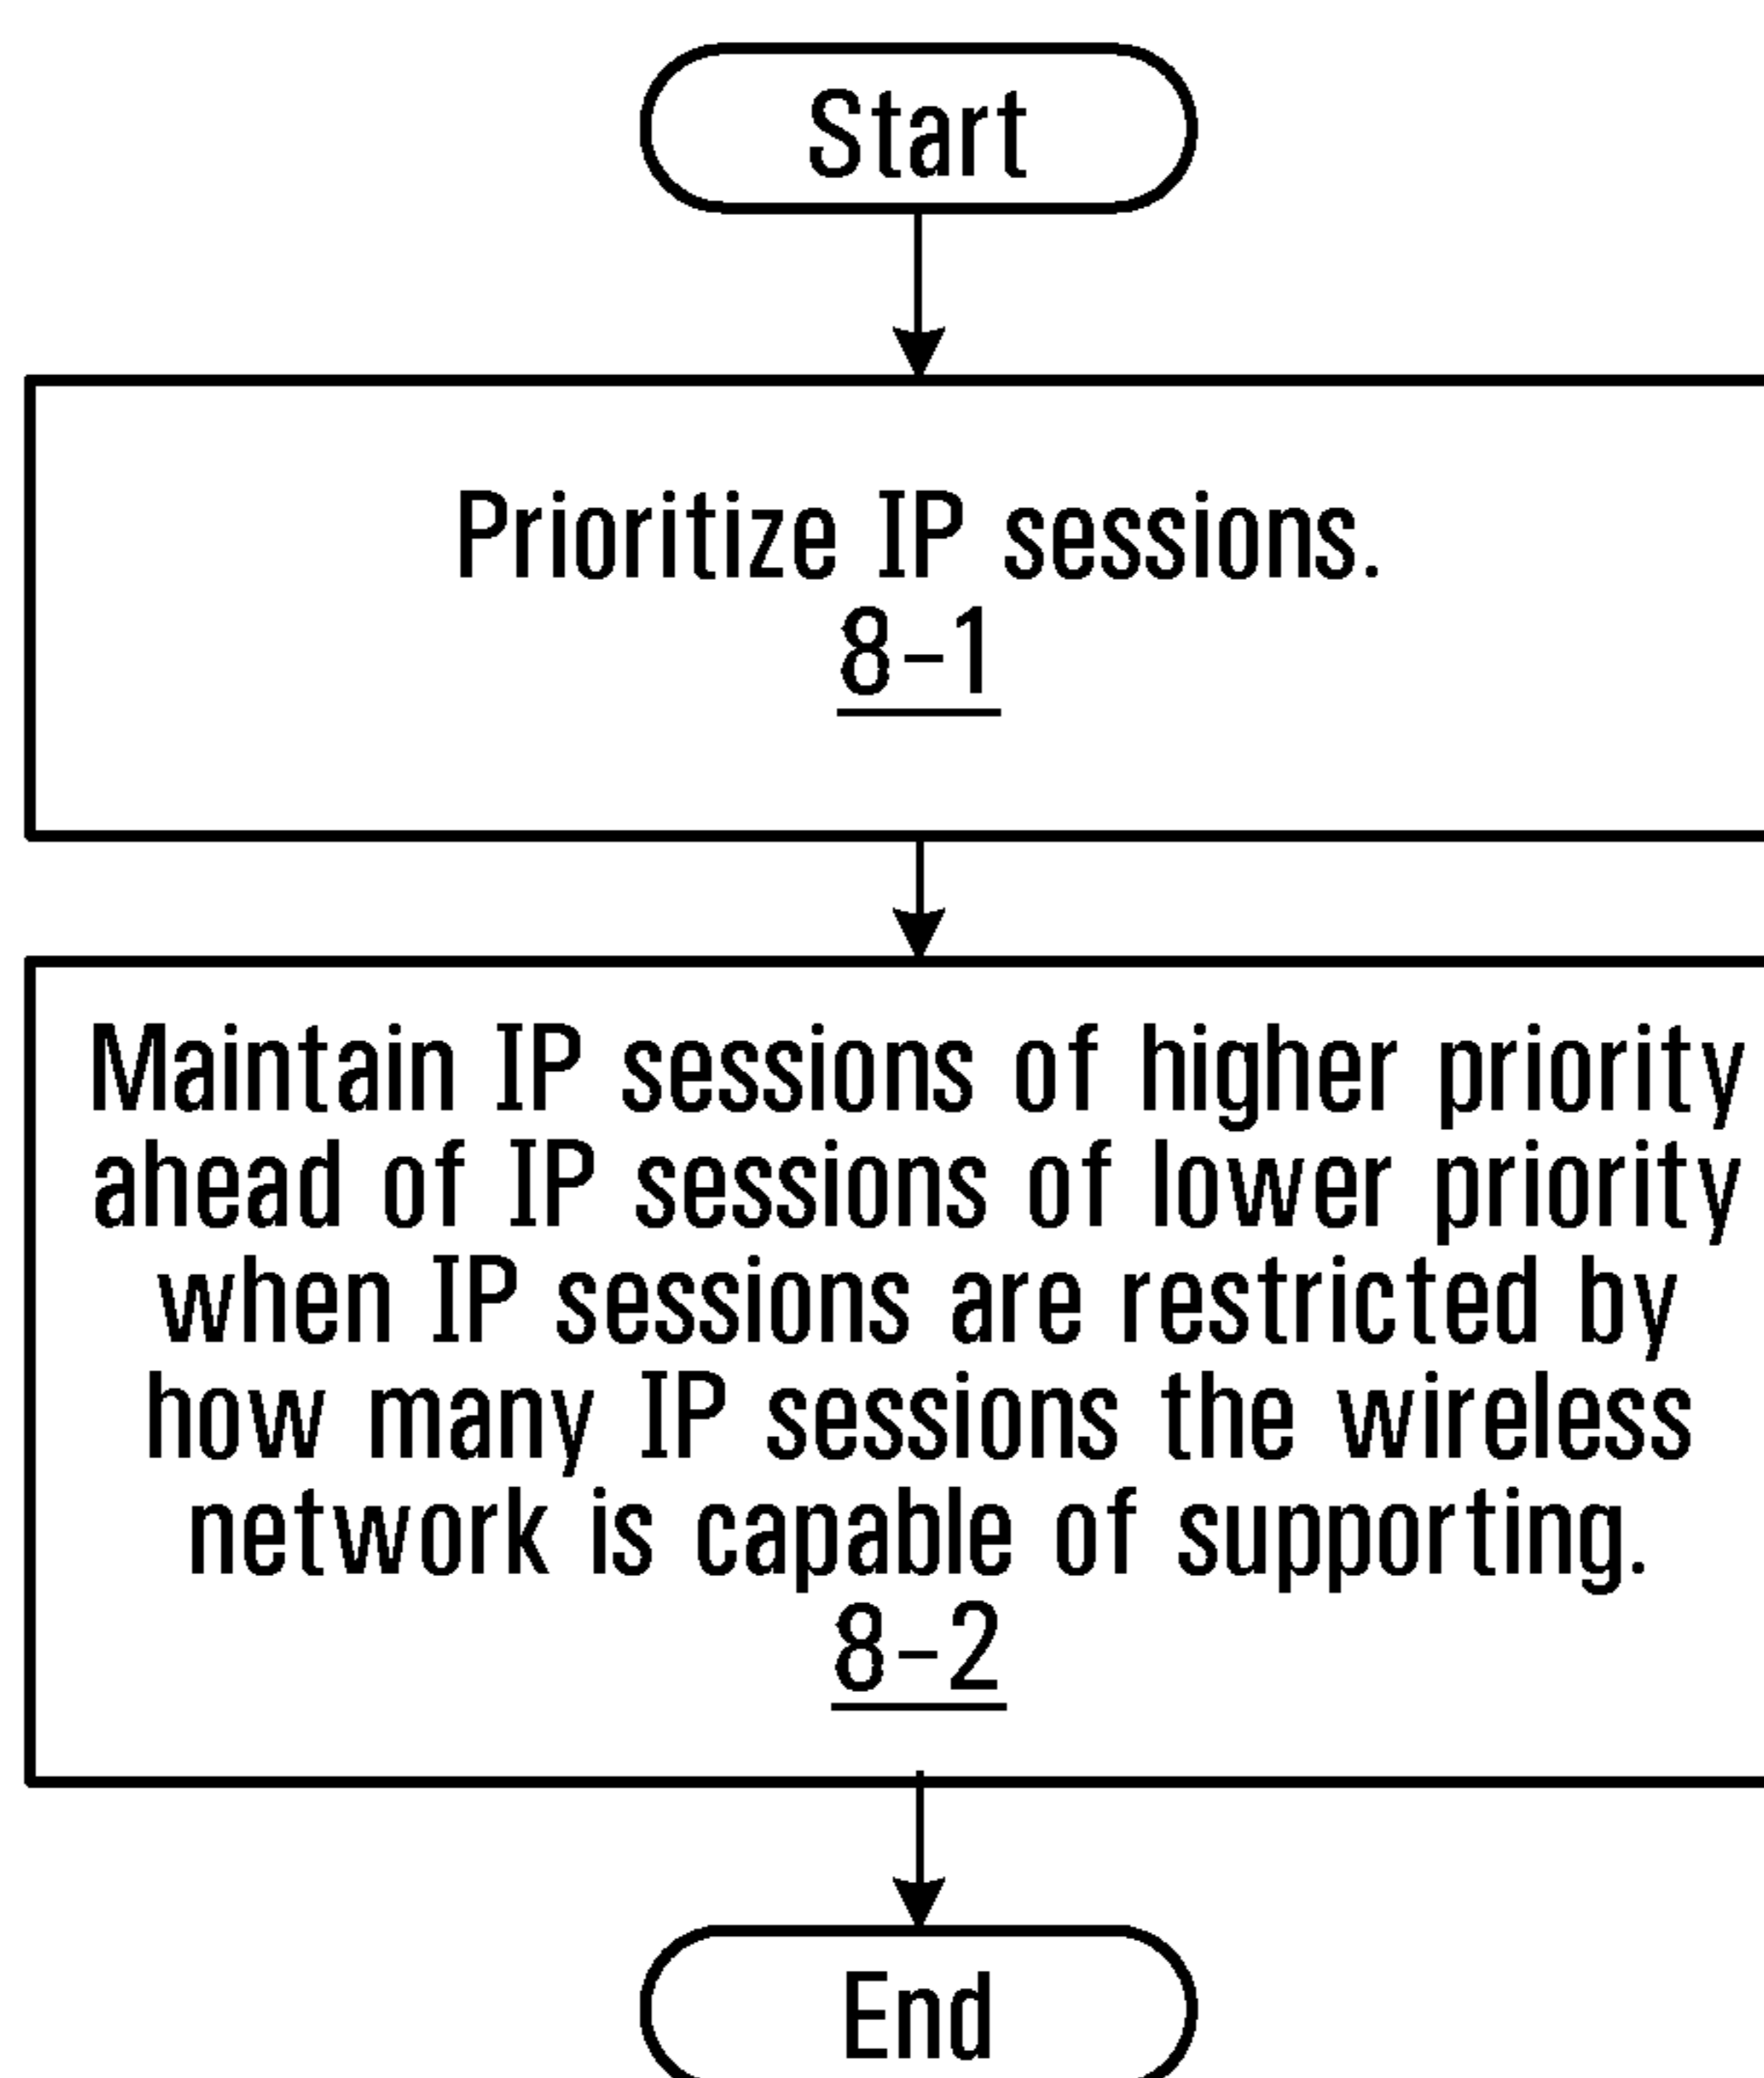 Start
Prioritize IP sessions.
8-1
Maintain IP sessions of higher priority
ahead of IP sessions of lower priority
when IP sessions are restricted by
how many IP sessions the wireless
network is capable of supporting.
8-2
End